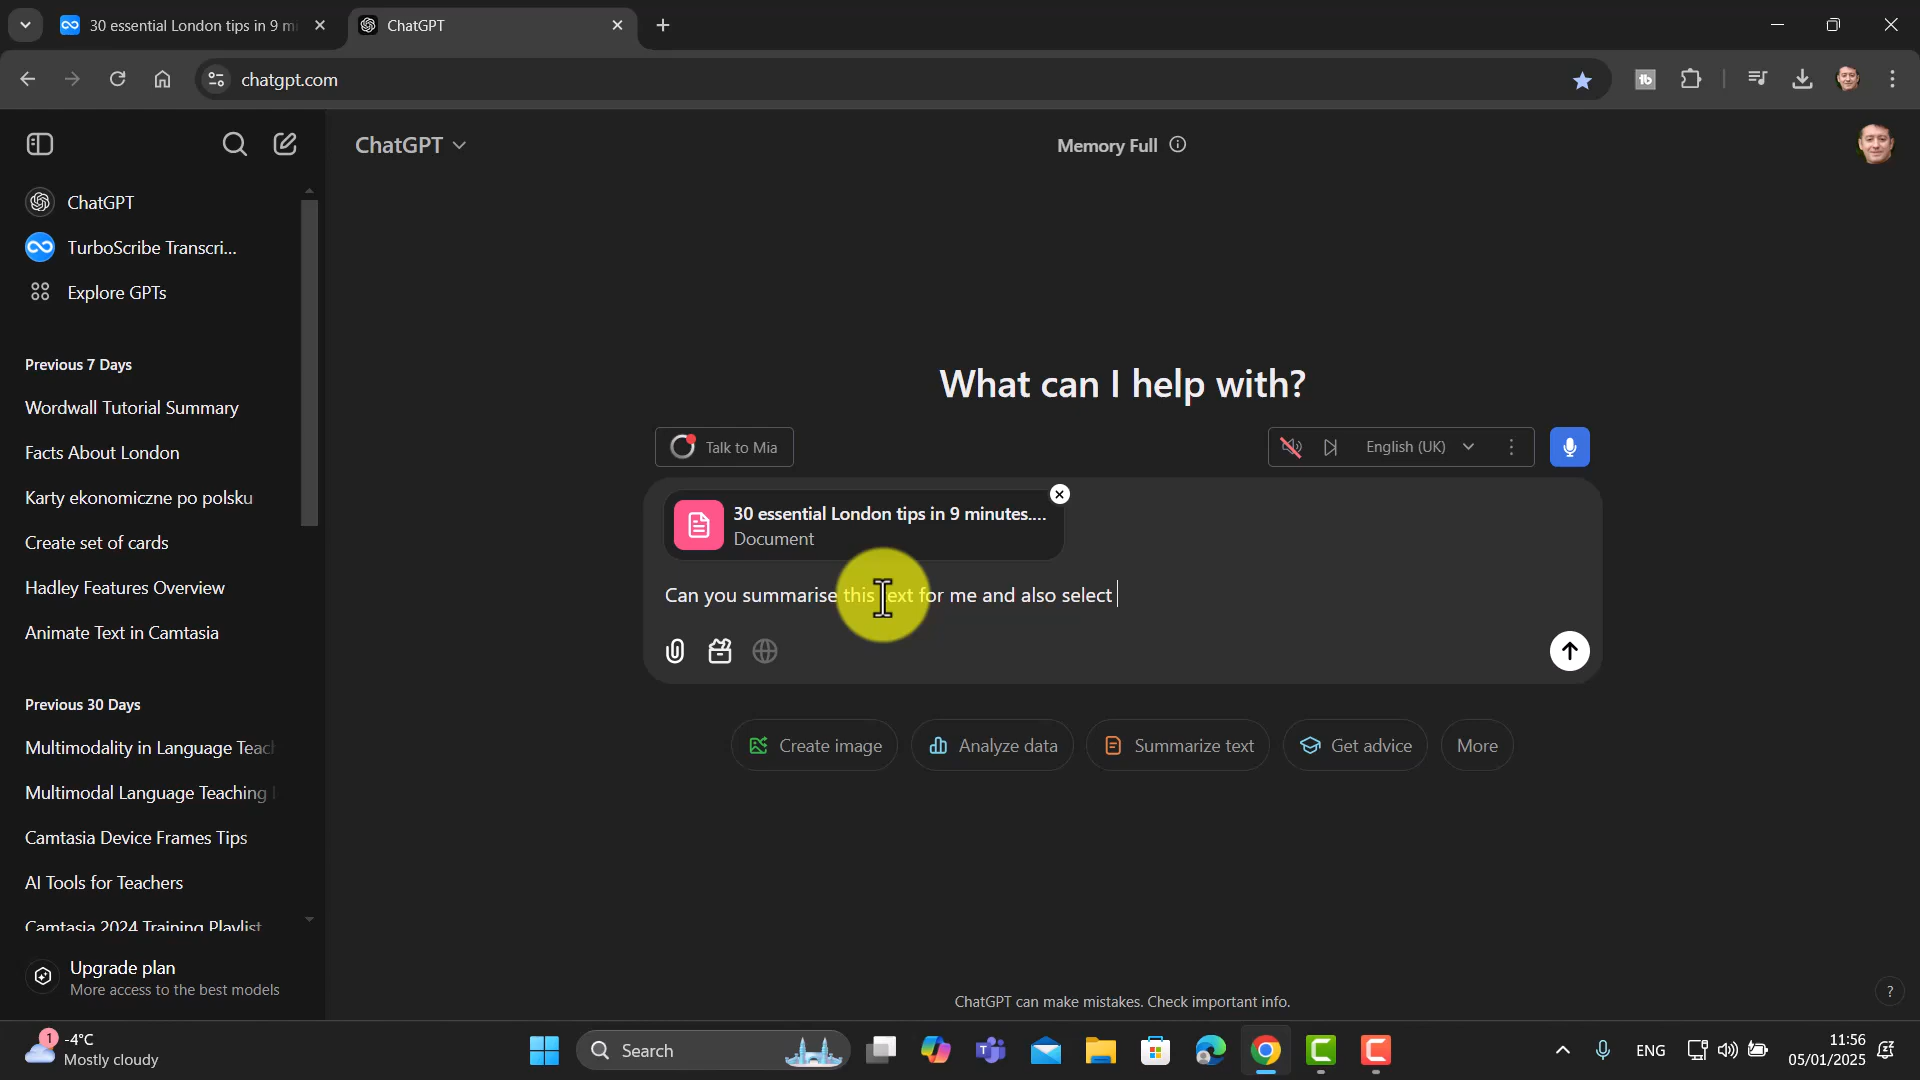 30 essential London tips in 9 mi
ChatGPT
chatgpt.com
ChatGPT
Memory Full
ChatGPT
TurboScribe Transcri...
Explore GPTs
Previous 7 Days
Wordwall Tutorial Summary
Facts About London
Karty ekonomiczne po polsku
Create set of cards
Hadley Features Overview
Animate Text in Camtasia
Previous 30 Days
Multimodality in Language Teach
Multimodal Language Teaching
Camtasia Device Frames Tips
AI Tools for Teachers
Camtasia 2024 Training Playlist
Upgrade plan
More access to the best models
What can I help with?
Talk to Mia
English (UK)
30 essential London tips in 9 minutes....
Document
Can you summarise this text for me and also select
Create image
Analyze data
Summarize text
Get advice
More
ChatGPT can make mistakes. Check important info.
?
1
-4°C
Mostly cloudy
Search
ENG
11:56
05/01/2025